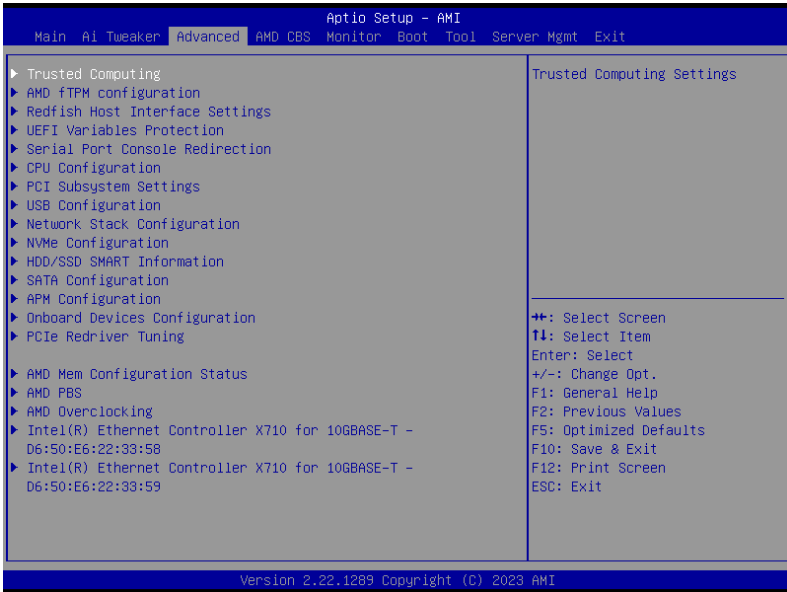 Aptio Setup - AMI
Main Ai Tweaker Advanced AMD CBS Monitor Boot Tool Server Mgmt Exit
Trusted Computing
AMD fTPM configuration
Redfish Host Interface Settings
UEFI Variables Protection
Serial Port Console Redirection
CPU Configuration
PCI Subsystem Settings
USB Configuration
Network Stack Configuration
NVMe Configuration
HDD/SSD SMART Information
SATA Configuration
APM Configuration
Onboard Devices Configuration
PCIe Redriver Tuning
AMD Mem Configuration Status
AMD PBS
AMD Overclocking
Intel(R) Ethernet Controller X710 for 10GBASE-T -
D6:50:E6:22:33:58
Intel(R) Ethernet Controller X710 for 10GBASE-T -
D6:50:E6:22:33:59
Trusted Computing Settings
→←: Select Screen
↑↓: Select Item
Enter: Select
+/-: Change Opt.
F1: General Help
F2: Previous Values
F5: Optimized Defaults
F10: Save & Exit
F12: Print Screen
ESC: Exit
Version 2.22.1289 Copyright (C) 2023 AMI